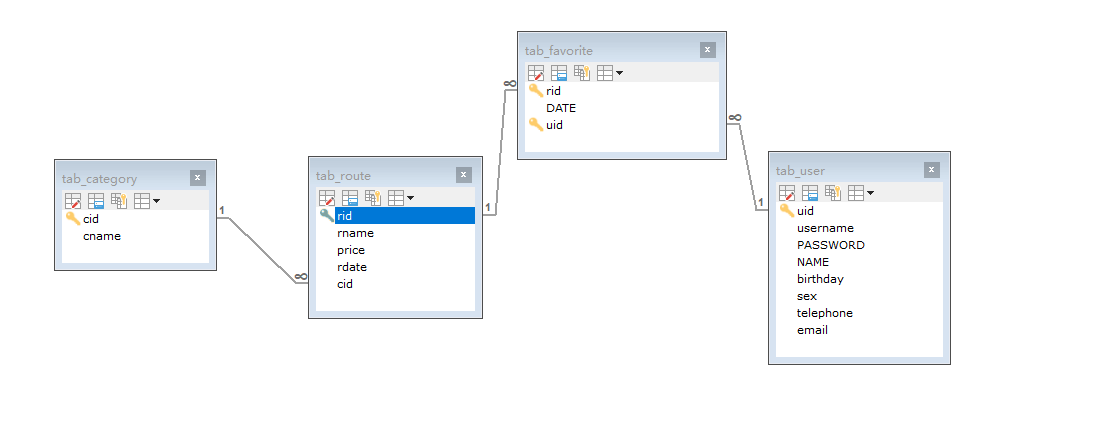 tab_category
cid
cname
1
∞
tab_route
rid
rname
price
rdate
cid
1
∞
tab_favorite
rid
DATE
uid
∞
1
tab_user
uid
username
PASSWORD
NAME
birthday
sex
telephone
email